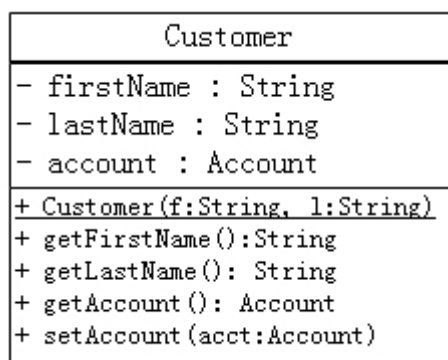 Customer
- firstName : String
- lastName : String
- account : Account
+ Customer(f:String, l:String)
+ getFirstName():String
+ getLastName(): String
+ getAccount(): Account
+ setAccount(acct:Account)